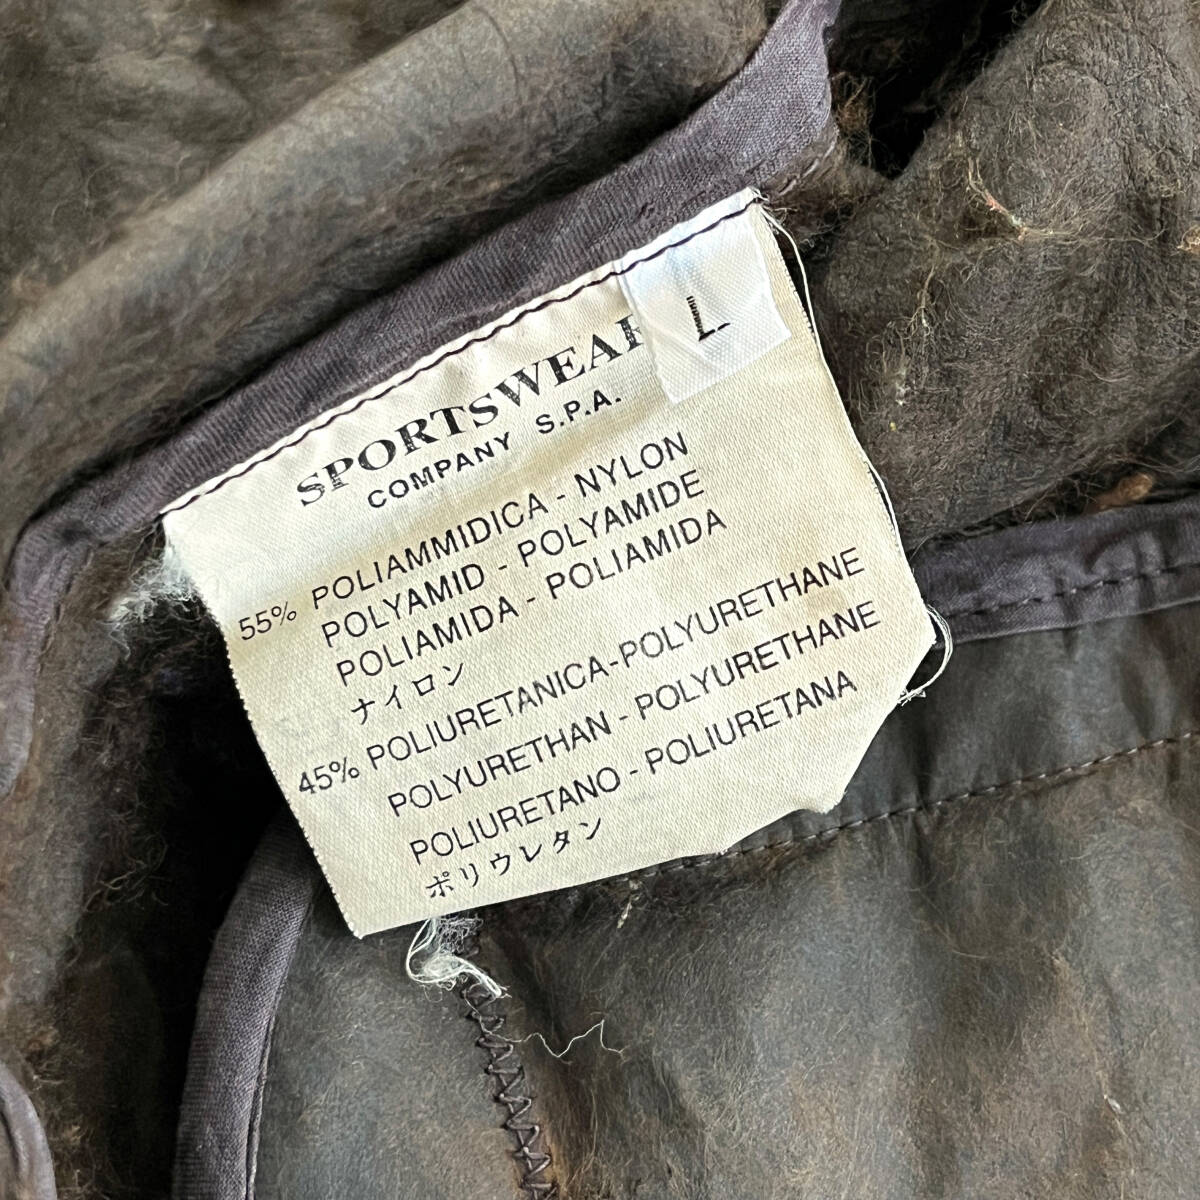 SPORTSWEAR
L
COMPANY S.P.A.
55% POLIAMMIDICA - NYLON
POLYAMID - POLYAMIDE
POLIAMIDA - POLIAMIDA
ナイロン
45% POLIURETANICA-POLYURETHANE
POLYURETHAN - POLYURETHANE
POLIURETANO - POLIURETANA
ポリウレタン